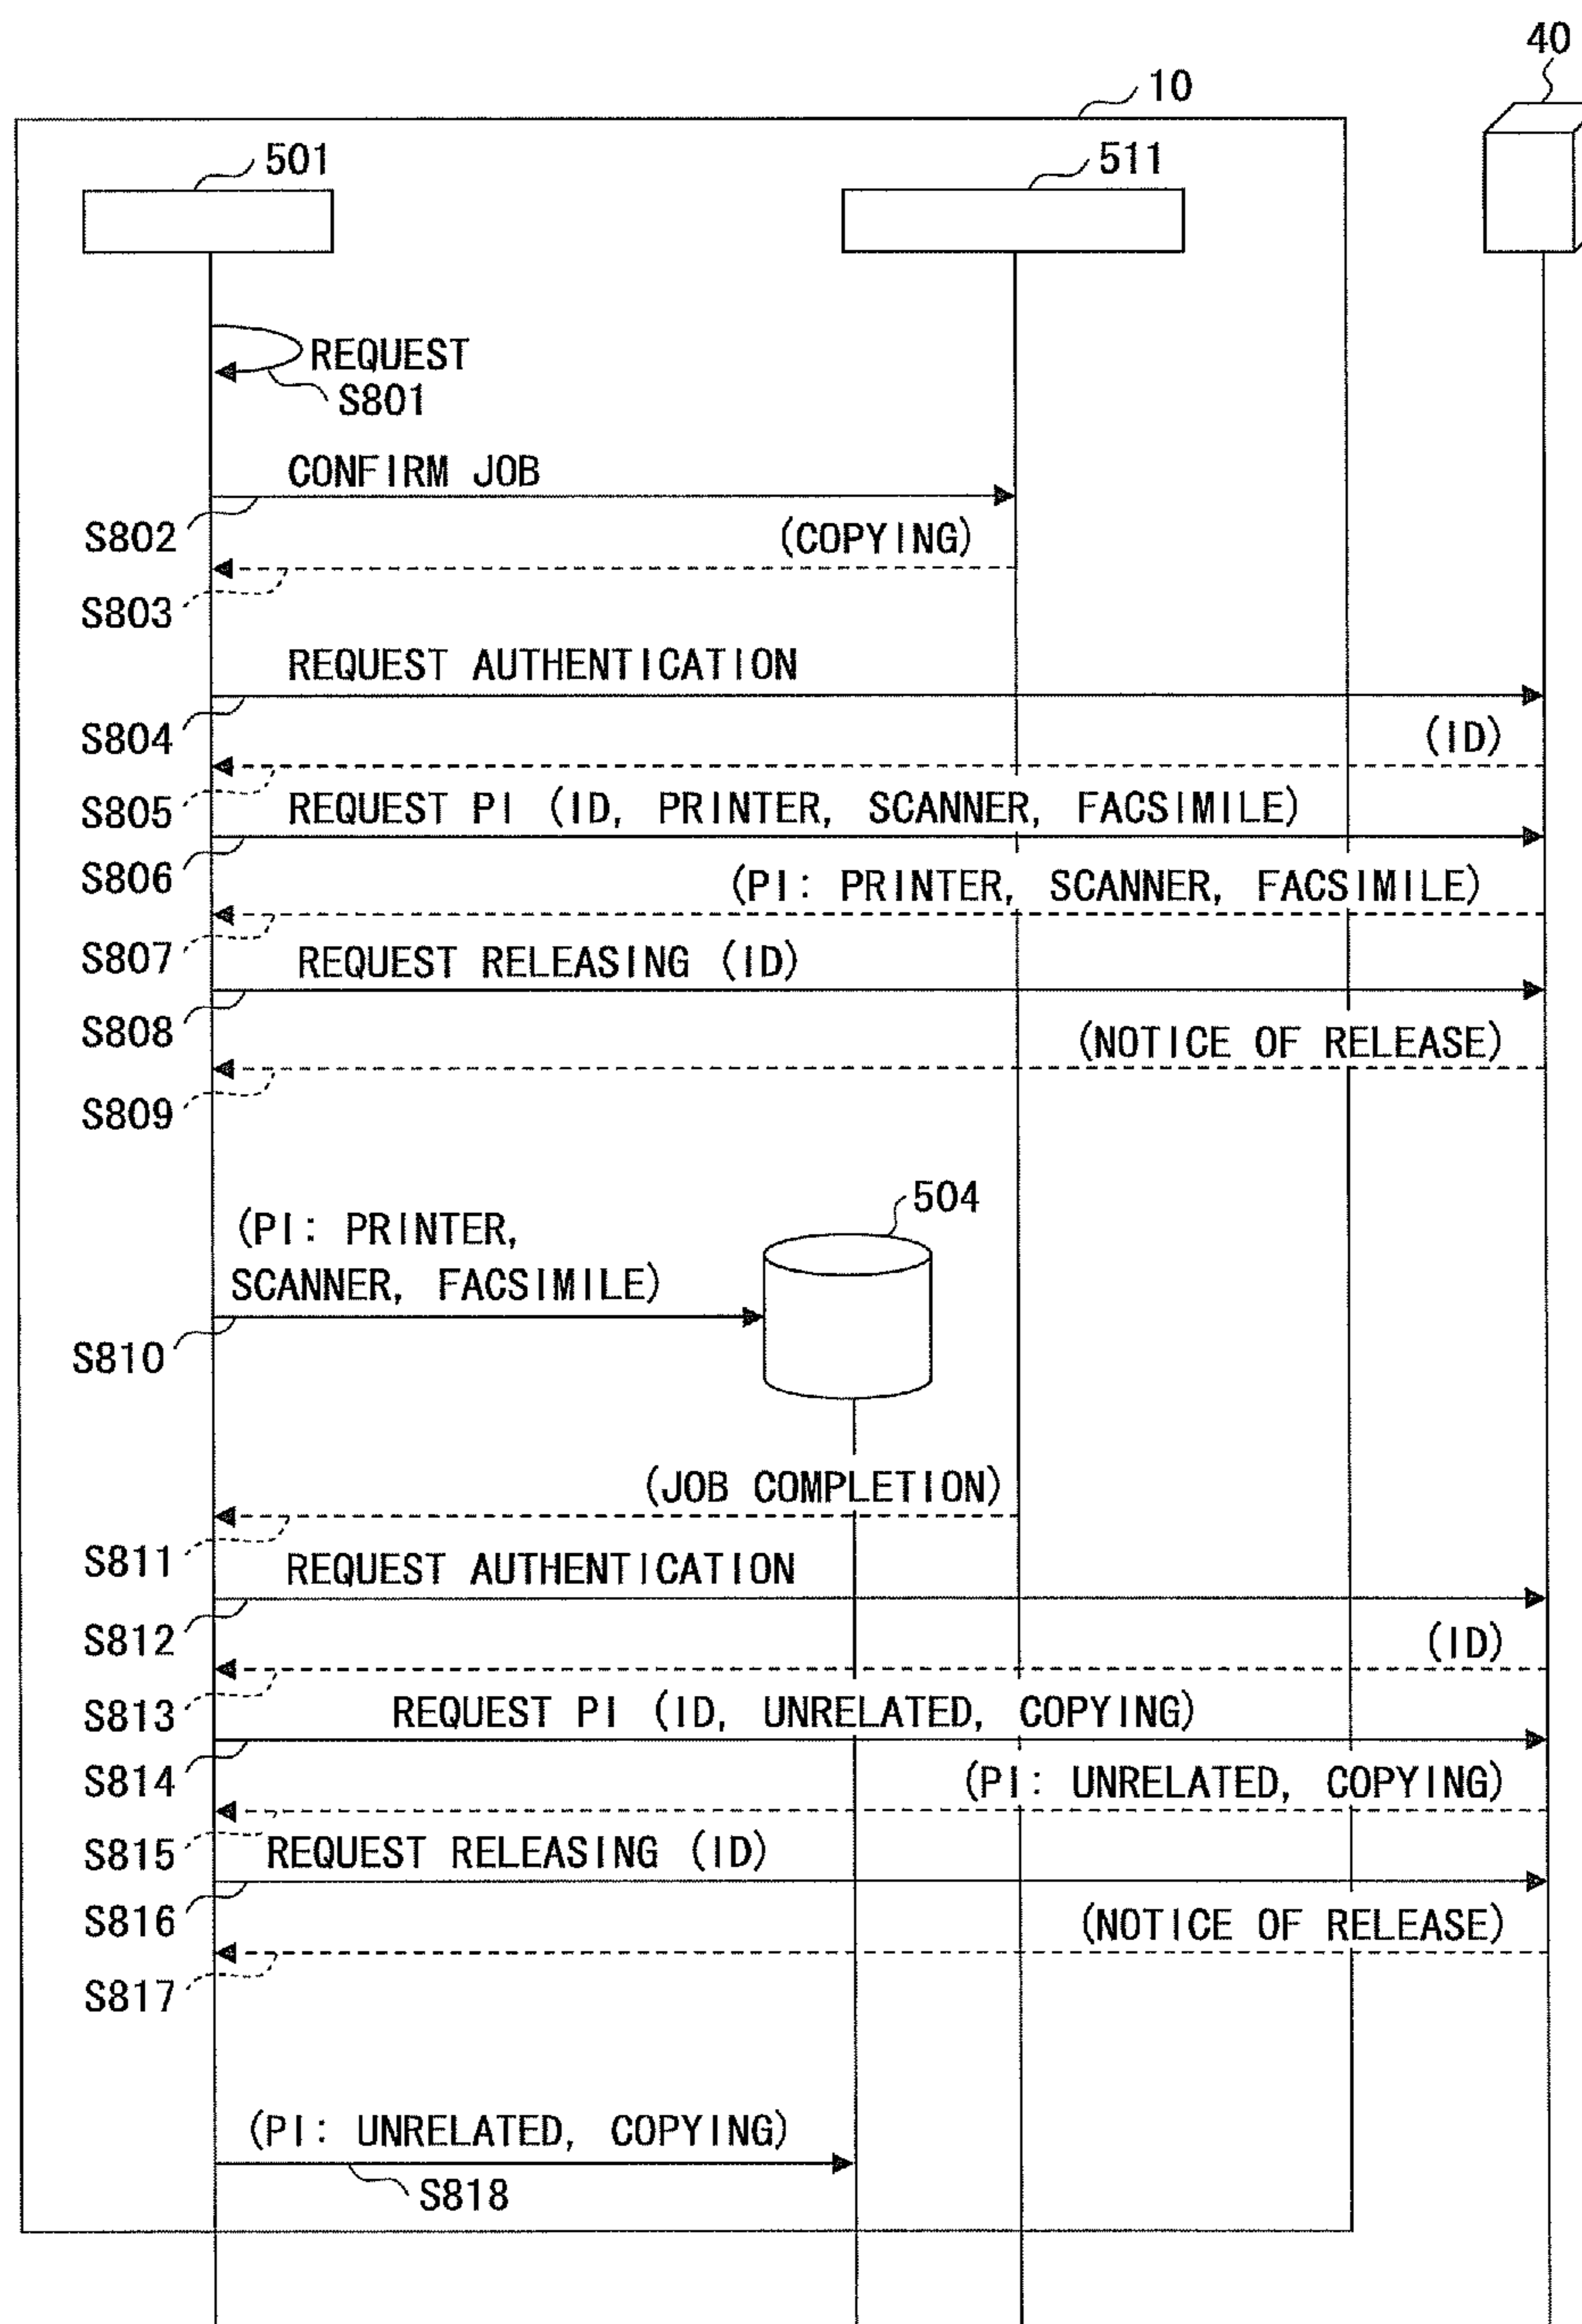 40
10
501
511
REQUEST
S801
CONFIRM JOB
S802
(COPYING)
S803
REQUEST AUTHENTICATION
S804
(ID)
S805
REQUEST PI (ID, PRINTER, SCANNER, FACSIMILE)
S806
(PI: PRINTER, SCANNER, FACSIMILE)
S807
REQUEST RELEASING (ID)
S808
(NOTICE OF RELEASE)
S809
504
(PI: PRINTER,
SCANNER, FACSIMILE)
S810
(JOB COMPLETION)
S811
REQUEST AUTHENTICATION
S812
(ID)
S813
REQUEST PI (ID, UNRELATED, COPYING)
S814
(PI: UNRELATED, COPYING)
S815
REQUEST RELEASING (ID)
S816
(NOTICE OF RELEASE)
S817
(PI: UNRELATED, COPYING)
S818